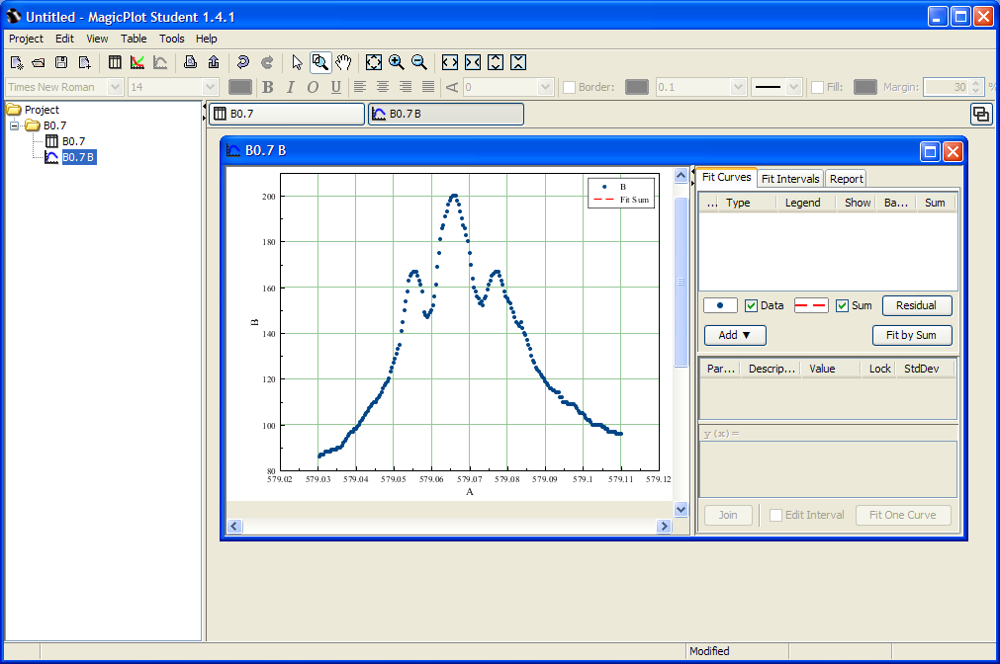 Untitled - MagicPlot Student 1.4.1
Project Edit View Table Tools Help
Times New Roman 14 B I O U 0 Border: 0.1 Fill: Margin: 30 %
Project
B0.7
B0.7
B0.7 B
B0.7 B0.7 B
B0.7 B
B
Fit Sum
200
180
160
140
120
100
80
579.02 579.03 579.04 579.05 579.06 579.07 579.08 579.09 579.1 579.11 579.12
A
B
Fit Curves Fit Intervals Report
... Type Legend Show Ba... Sum
Data Sum Residual
Add ▼ Fit by Sum
Par... Descrip... Value Lock StdDev
y (x) =
Join Edit Interval Fit One Curve
Modified